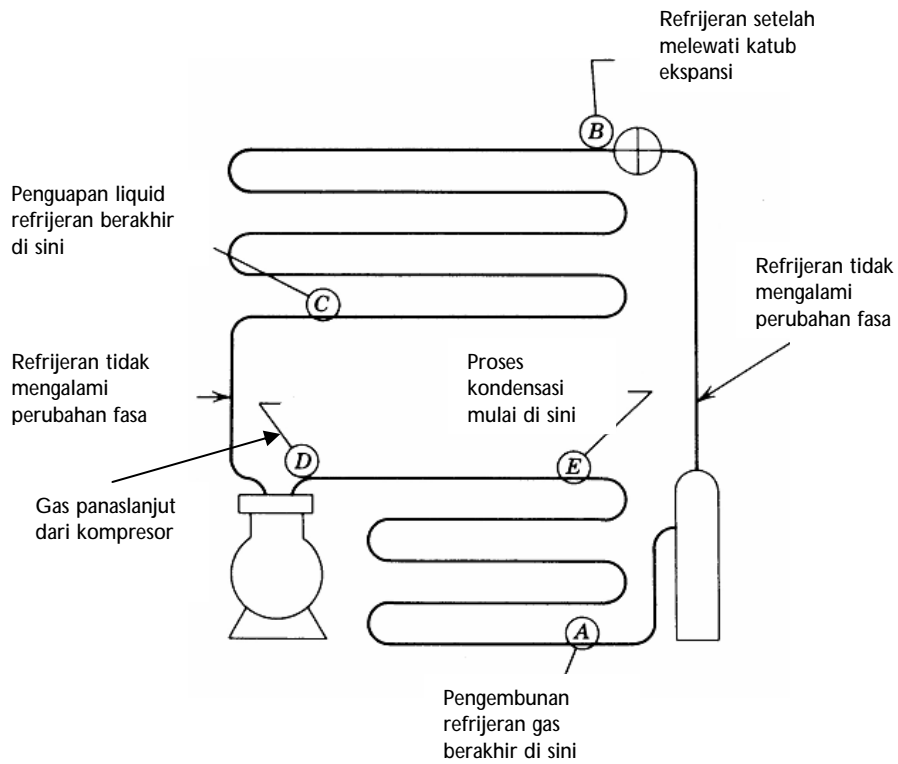 Refrijeran setelah
melewati katub
ekspansi
B
Penguapan liquid
refrijeran berakhir
di sini
C
Refrijeran tidak
mengalami
perubahan fasa
Refrijeran tidak
mengalami
perubahan fasa
Proses
kondensasi
mulai di sini
D
E
Gas panaslanjut
dari kompresor
A
Pengembunan
refrijeran gas
berakhir di sini